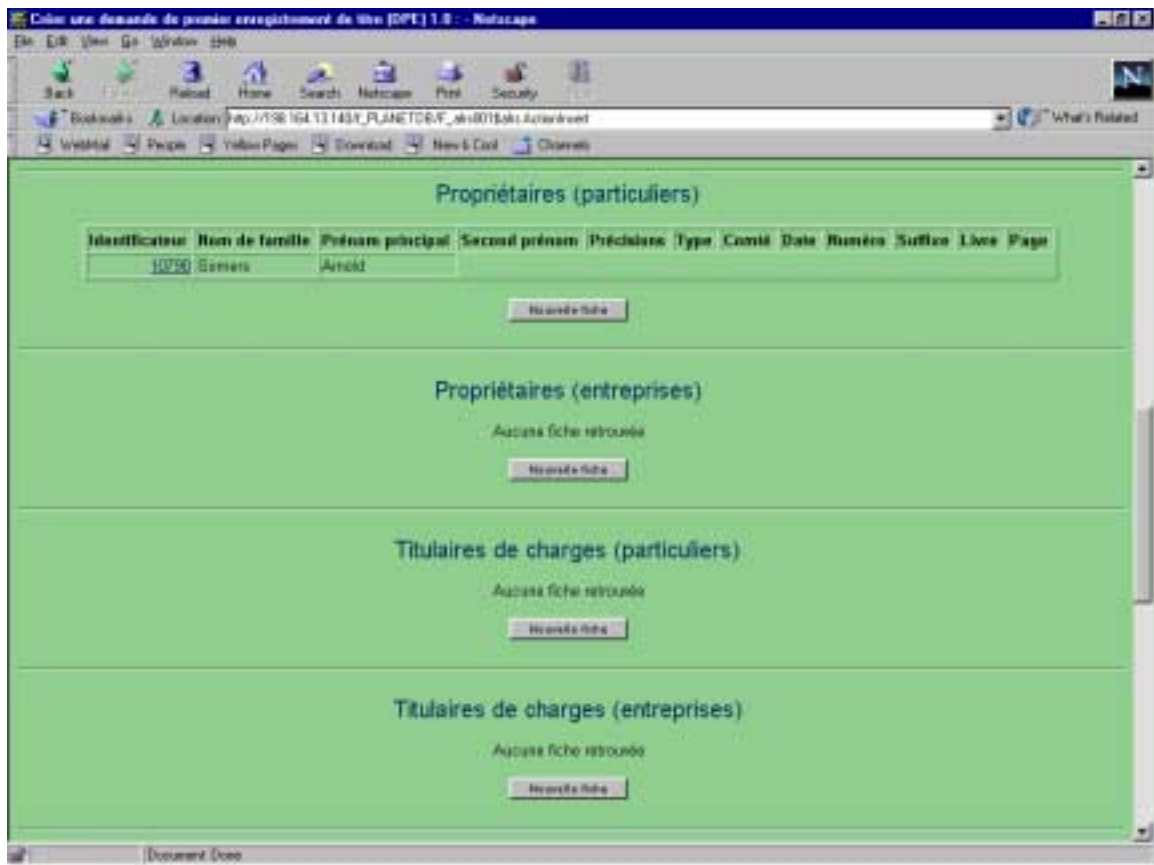 Créer une demande de premier enregistrement de titre (DPE) 1.0 : - Netscape
File Edit View Go Window Help
Back Reload Home Search Netscape Print Security
Bookmarks Location: What's Related
WebMail People Yellow Pages Download New & Cool Channels
Propriétaires (particuliers)
Identificateur Nom de famille Prénom principal Second prénom Précisions Type Comté Date Numéro Suffixe Livre Page
10790 Somers Arnold
Nouvelle fiche
Propriétaires (entreprises)
Aucune fiche retrouvée
Nouvelle fiche
Titulaires de charges (particuliers)
Aucune fiche retrouvée
Nouvelle fiche
Titulaires de charges (entreprises)
Aucune fiche retrouvée
Nouvelle fiche
Document: Done